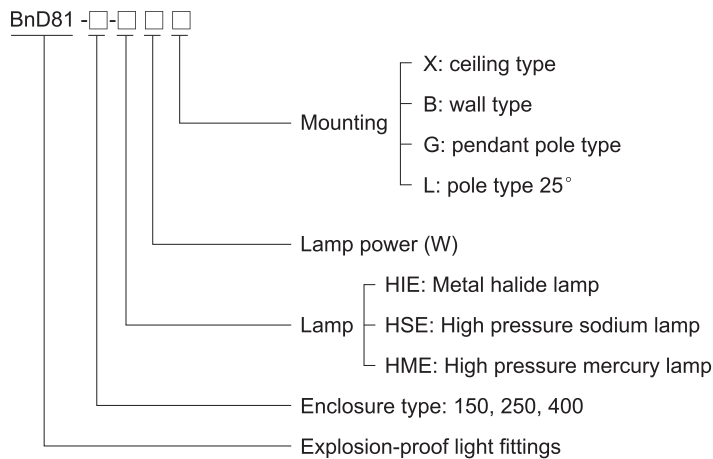 BnD81 -□-□ □ □
X: ceiling type
B: wall type
Mounting
G: pendant pole type
L: pole type 25°
Lamp power (W)
HIE: Metal halide lamp
Lamp
HSE: High pressure sodium lamp
HME: High pressure mercury lamp
Enclosure type: 150, 250, 400
Explosion-proof light fittings